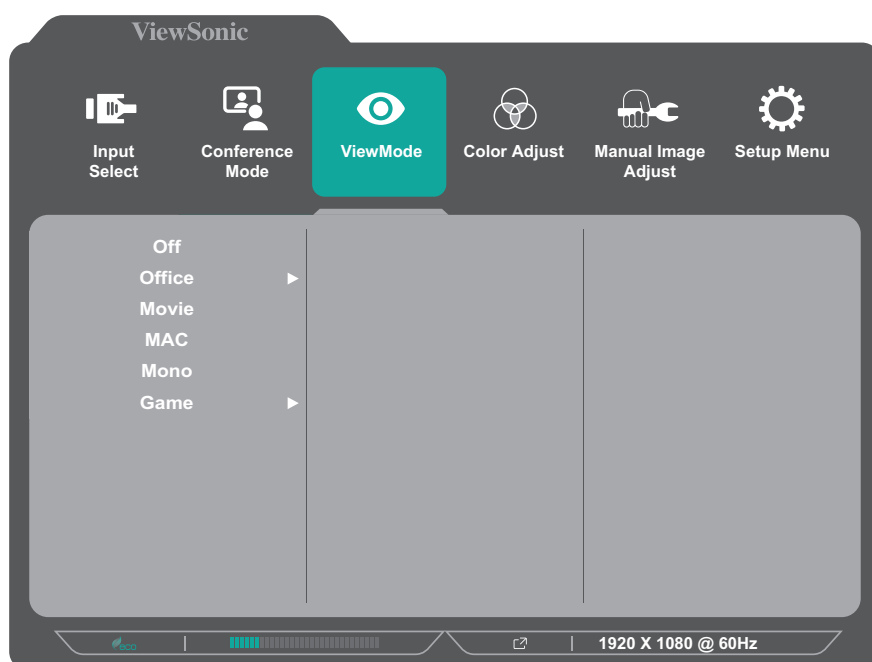 ViewSonic
Input Select
Conference Mode
ViewMode
Color Adjust
Manual Image Adjust
Setup Menu
Off
Office
Movie
MAC
Mono
Game
eco
1920 X 1080 @ 60Hz